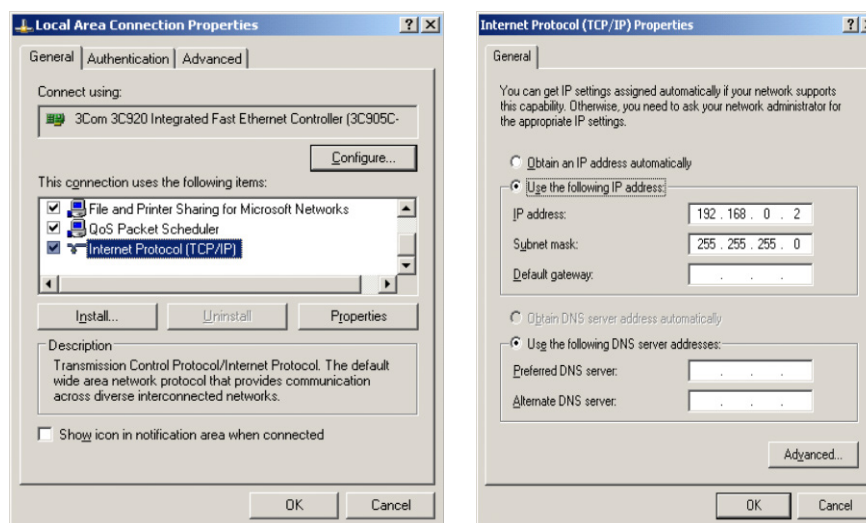 Local Area Connection Properties
General
Authentication
Advanced
Connect using:
3Com 3C920 Integrated Fast Ethernet Controller (3C905C-
Configure...
This connection uses the following items:
File and Printer Sharing for Microsoft Networks
QoS Packet Scheduler
Internet Protocol (TCP/IP)
Install...
Uninstall
Properties
Description
Transmission Control Protocol/Internet Protocol. The default
wide area network protocol that provides communication
across diverse interconnected networks.
Show icon in notification area when connected
OK
Cancel
Internet Protocol (TCP/IP) Properties
General
You can get IP settings assigned automatically if your network supports
this capability. Otherwise, you need to ask your network administrator for
the appropriate IP settings.
Obtain an IP address automatically
Use the following IP address:
IP address:
192 . 168 . 0 . 2
Subnet mask:
255 . 255 . 255 . 0
Default gateway:
. . .
Obtain DNS server address automatically
Use the following DNS server addresses:
Preferred DNS server:
. . .
Alternate DNS server:
. . .
Advanced...
OK
Cancel